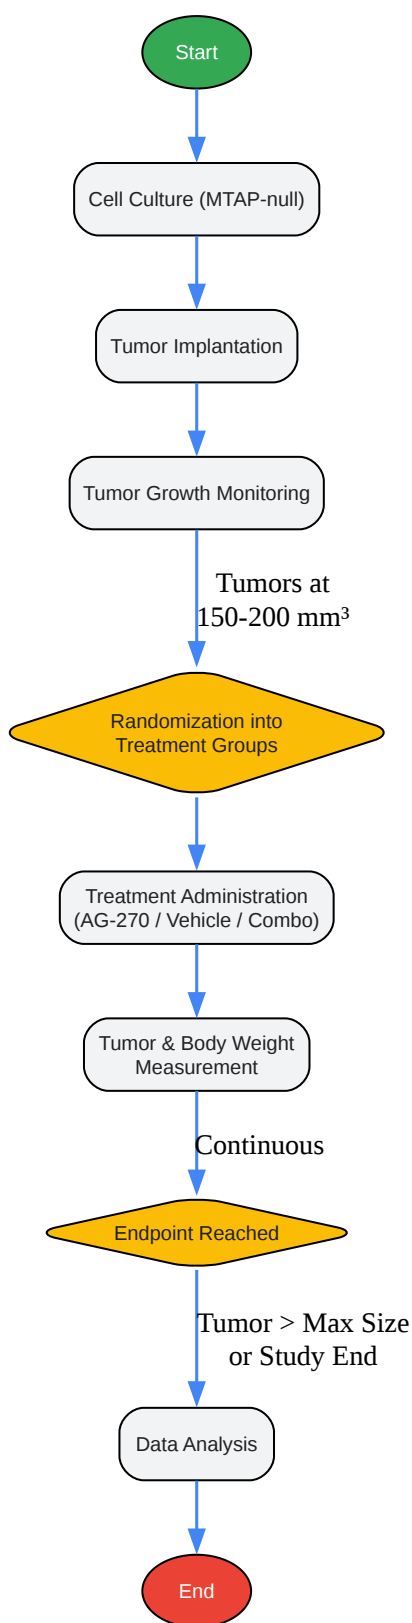 Start
Cell Culture (MTAP-null)
Tumor Implantation
Tumor Growth Monitoring
Tumors at
150-200 mm³
Randomization into
Treatment Groups
Treatment Administration
(AG-270 / Vehicle / Combo)
Tumor & Body Weight
Measurement
Continuous
Endpoint Reached
Tumor > Max Size
or Study End
Data Analysis
End